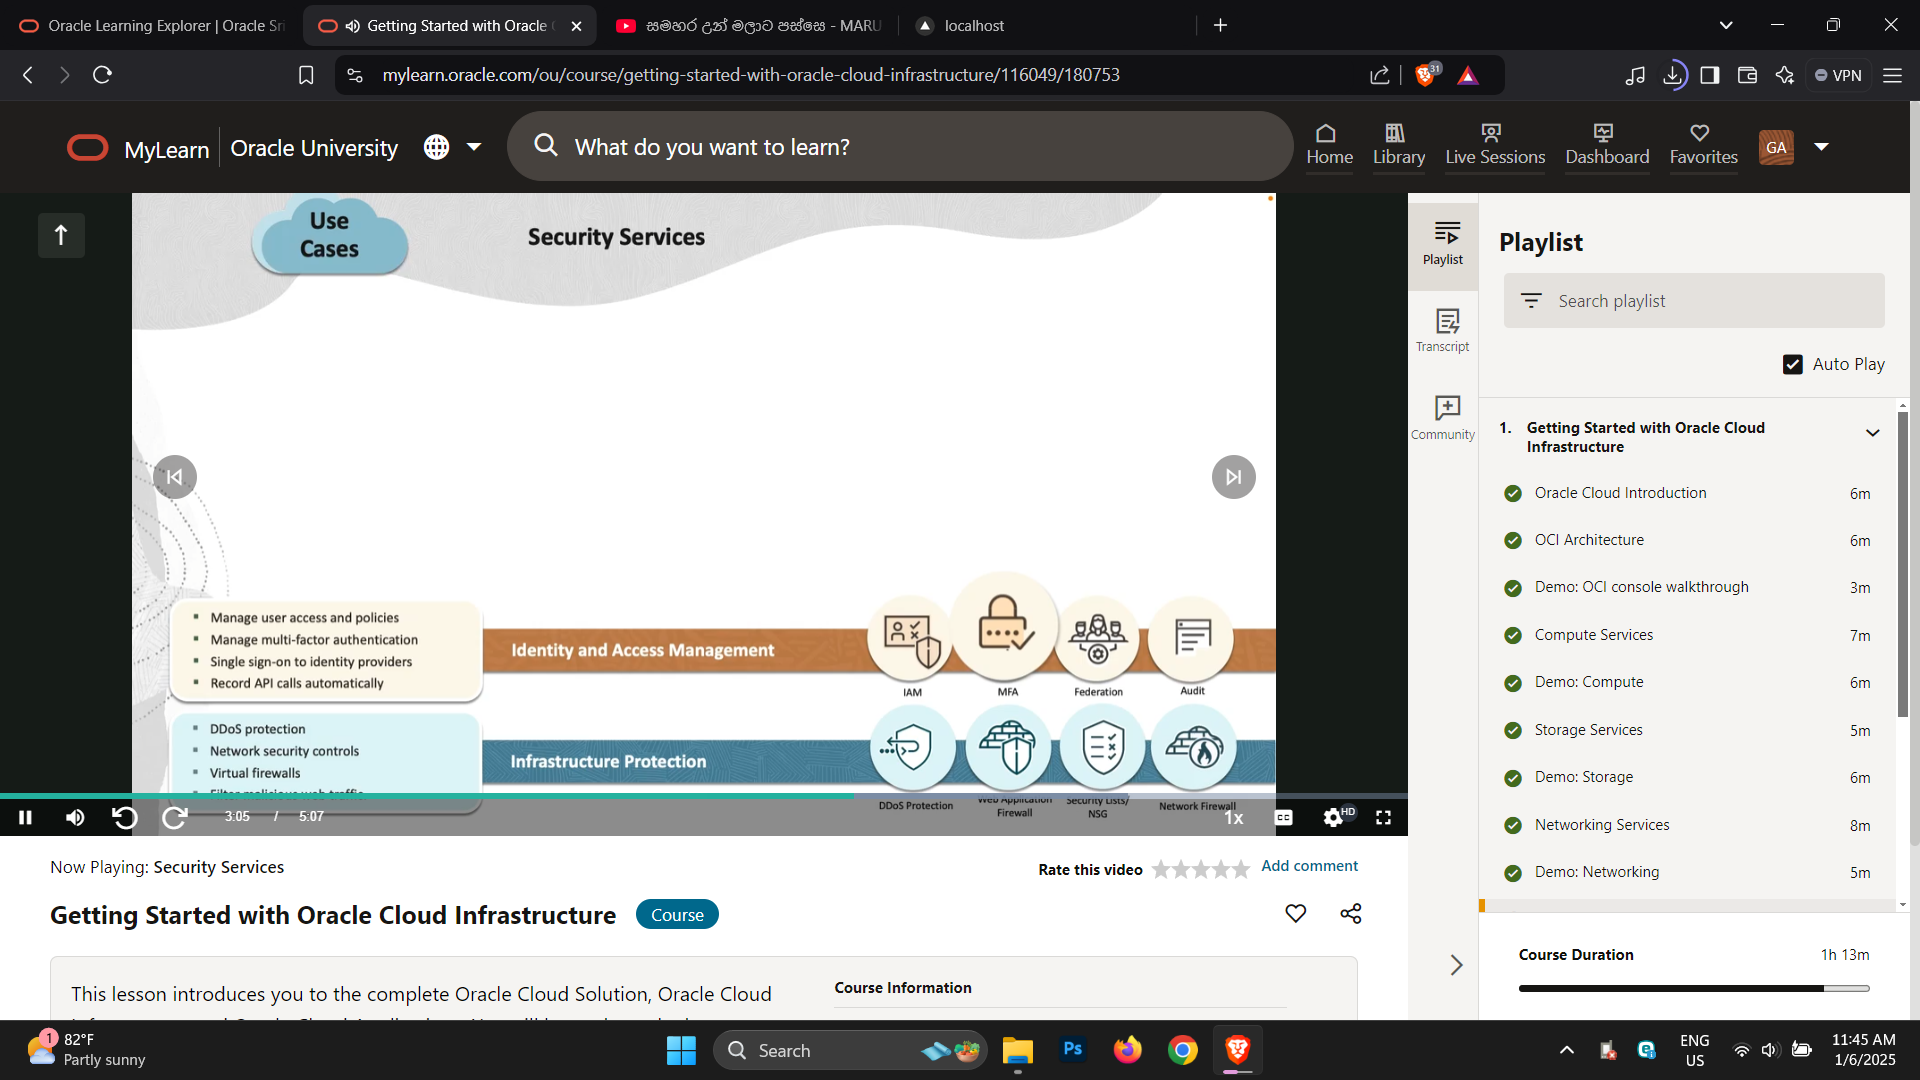 Oracle Learning Explorer | Oracle Sri
Getting Started with Oracle
සමහර උන් මලාට පස්සෙ - MARU
localhost
mylearn.oracle.com/ou/course/getting-started-with-oracle-cloud-infrastructure/116049/180753
31
VPN
MyLearn
Oracle University
What do you want to learn?
Home
Library
Live Sessions
Dashboard
Favorites
GA
Use
Cases
Security Services
Manage user access and policies
Manage multi-factor authentication
Single sign-on to identity providers
Record API calls automatically
Identity and Access Management
IAM
MFA
Federation
Audit
DDoS protection
Network security controls
Virtual firewalls
Filter malicious web traffic
Infrastructure Protection
DDoS Protection
Web Application
Firewall
Security Lists/
NSG
Network Firewall
3:05 / 5:07
1x
CC
HD
Playlist
Transcript
Community
Playlist
Search playlist
Auto Play
1. Getting Started with Oracle Cloud
Infrastructure
Oracle Cloud Introduction 6m
OCI Architecture 6m
Demo: OCI console walkthrough 3m
Compute Services 7m
Demo: Compute 6m
Storage Services 5m
Demo: Storage 6m
Networking Services 8m
Demo: Networking 5m
Course Duration 1h 13m
Now Playing: Security Services
Rate this video
Add comment
Getting Started with Oracle Cloud Infrastructure
Course
This lesson introduces you to the complete Oracle Cloud Solution, Oracle Cloud
Course Information
1
82°F
Partly sunny
Search
Ps
ENG
US
11:45 AM
1/6/2025